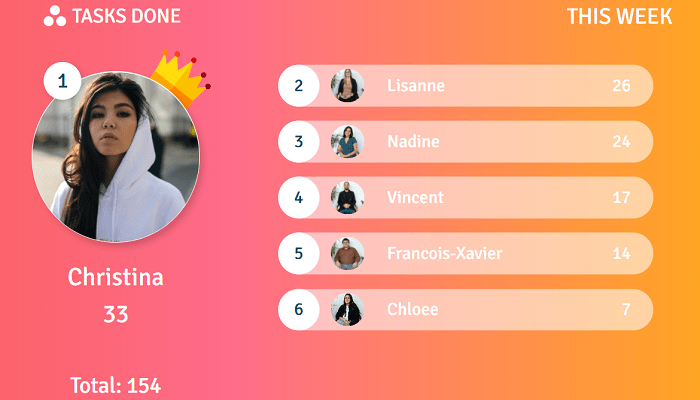 TASKS DONE
THIS WEEK
1
Christina
33
Total: 154
2 Lisanne 26
3 Nadine 24
4 Vincent 17
5 Francois-Xavier 14
6 Chloee 7